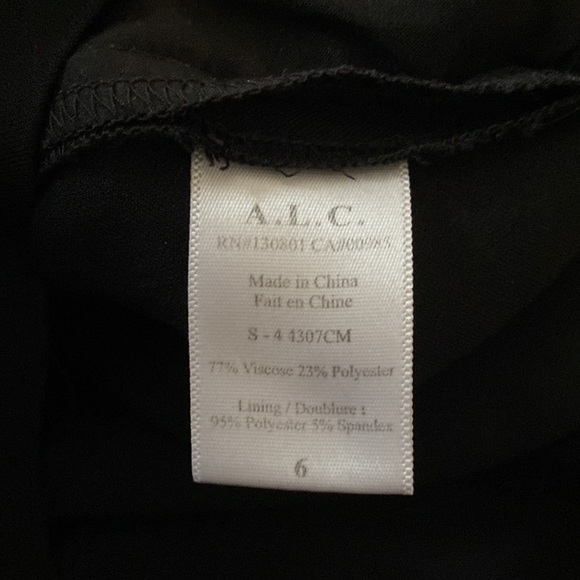 A.L.C.
RN#130801 CA#00985
Made in China
Fait en Chine
S - 4 4307CM
77% Viscose 23% Polyester
Lining / Doublure :
95% Polyester 5% Spandex
6